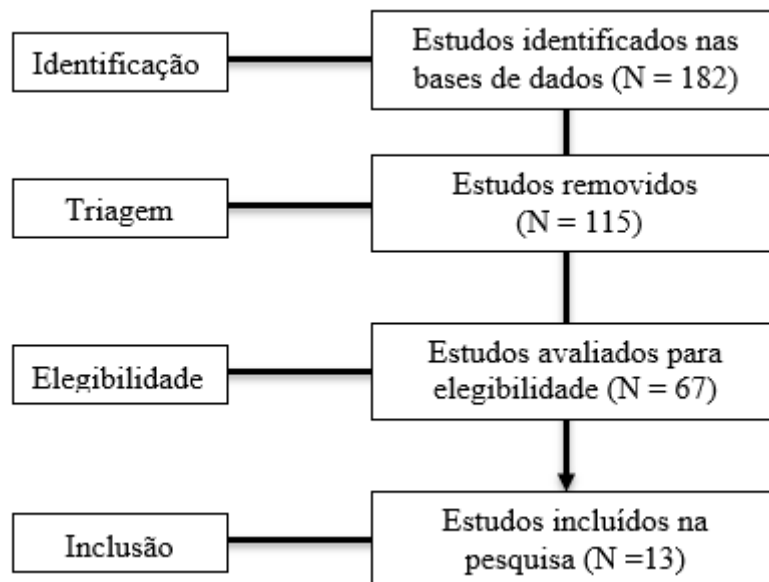 Identificação
Estudos identificados nas
bases de dados (N = 182)
Triagem
Estudos removidos
(N = 115)
Elegibilidade
Estudos avaliados para
elegibilidade (N = 67)
Inclusão
Estudos incluídos na
pesquisa (N =13)